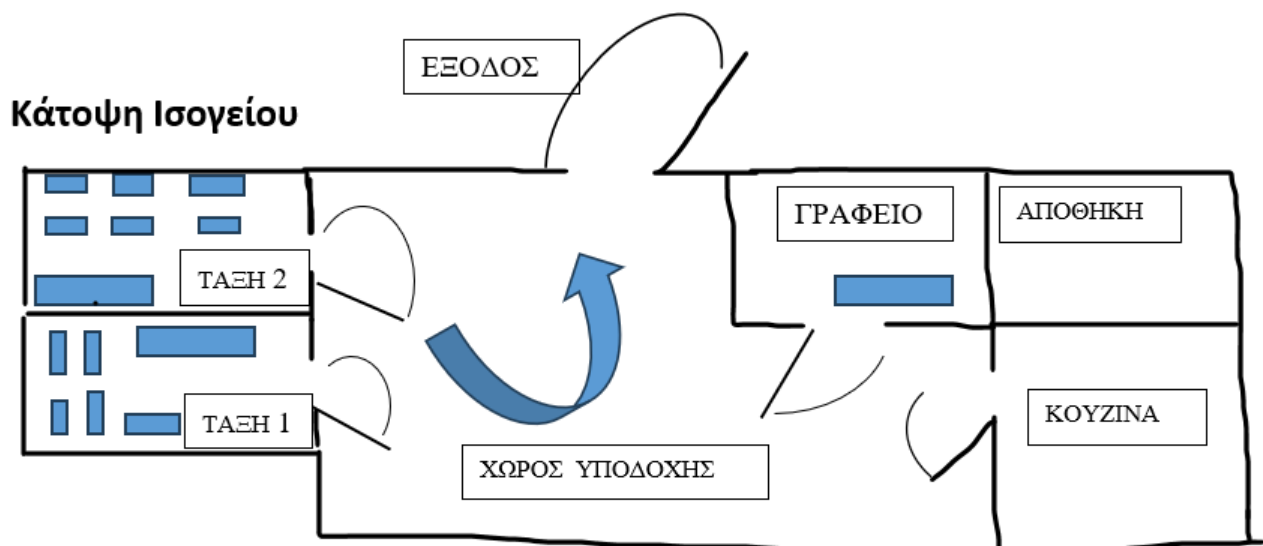 ΕΞΟΔΟΣ
Κάτοψη Ισογείου
ΓΡΑΦΕΙΟ
ΑΠΟΘΗΚΗ
ΤΑΞΗ 2
ΤΑΞΗ 1
ΚΟΥΖΙΝΑ
ΧΩΡΟΣ ΥΠΟΔΟΧΗΣ